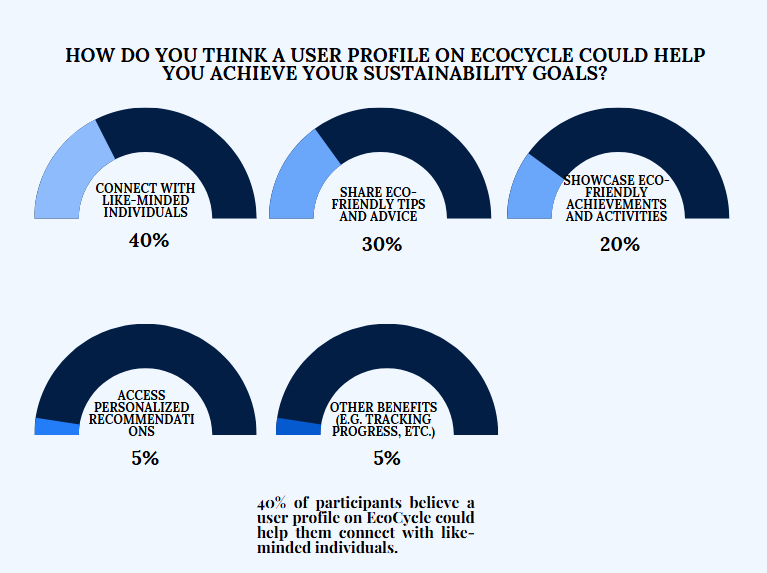 HOW DO YOU THINK A USER PROFILE ON ECOCYCLE COULD HELP
YOU ACHIEVE YOUR SUSTAINABILITY GOALS?
CONNECT WITH
LIKE-MINDED
INDIVIDUALS
40%
SHARE ECO-
FRIENDLY TIPS
AND ADVICE
30%
SHOWCASE ECO-
FRIENDLY
ACHIEVEMENTS
AND ACTIVITIES
20%
ACCESS
PERSONALIZED
RECOMMENDATI
ONS
5%
OTHER BENEFITS
(E.G. TRACKING
PROGRESS, ETC.)
5%
40% of participants believe a
user profile on EcoCycle could
help them connect with like-
minded individuals.